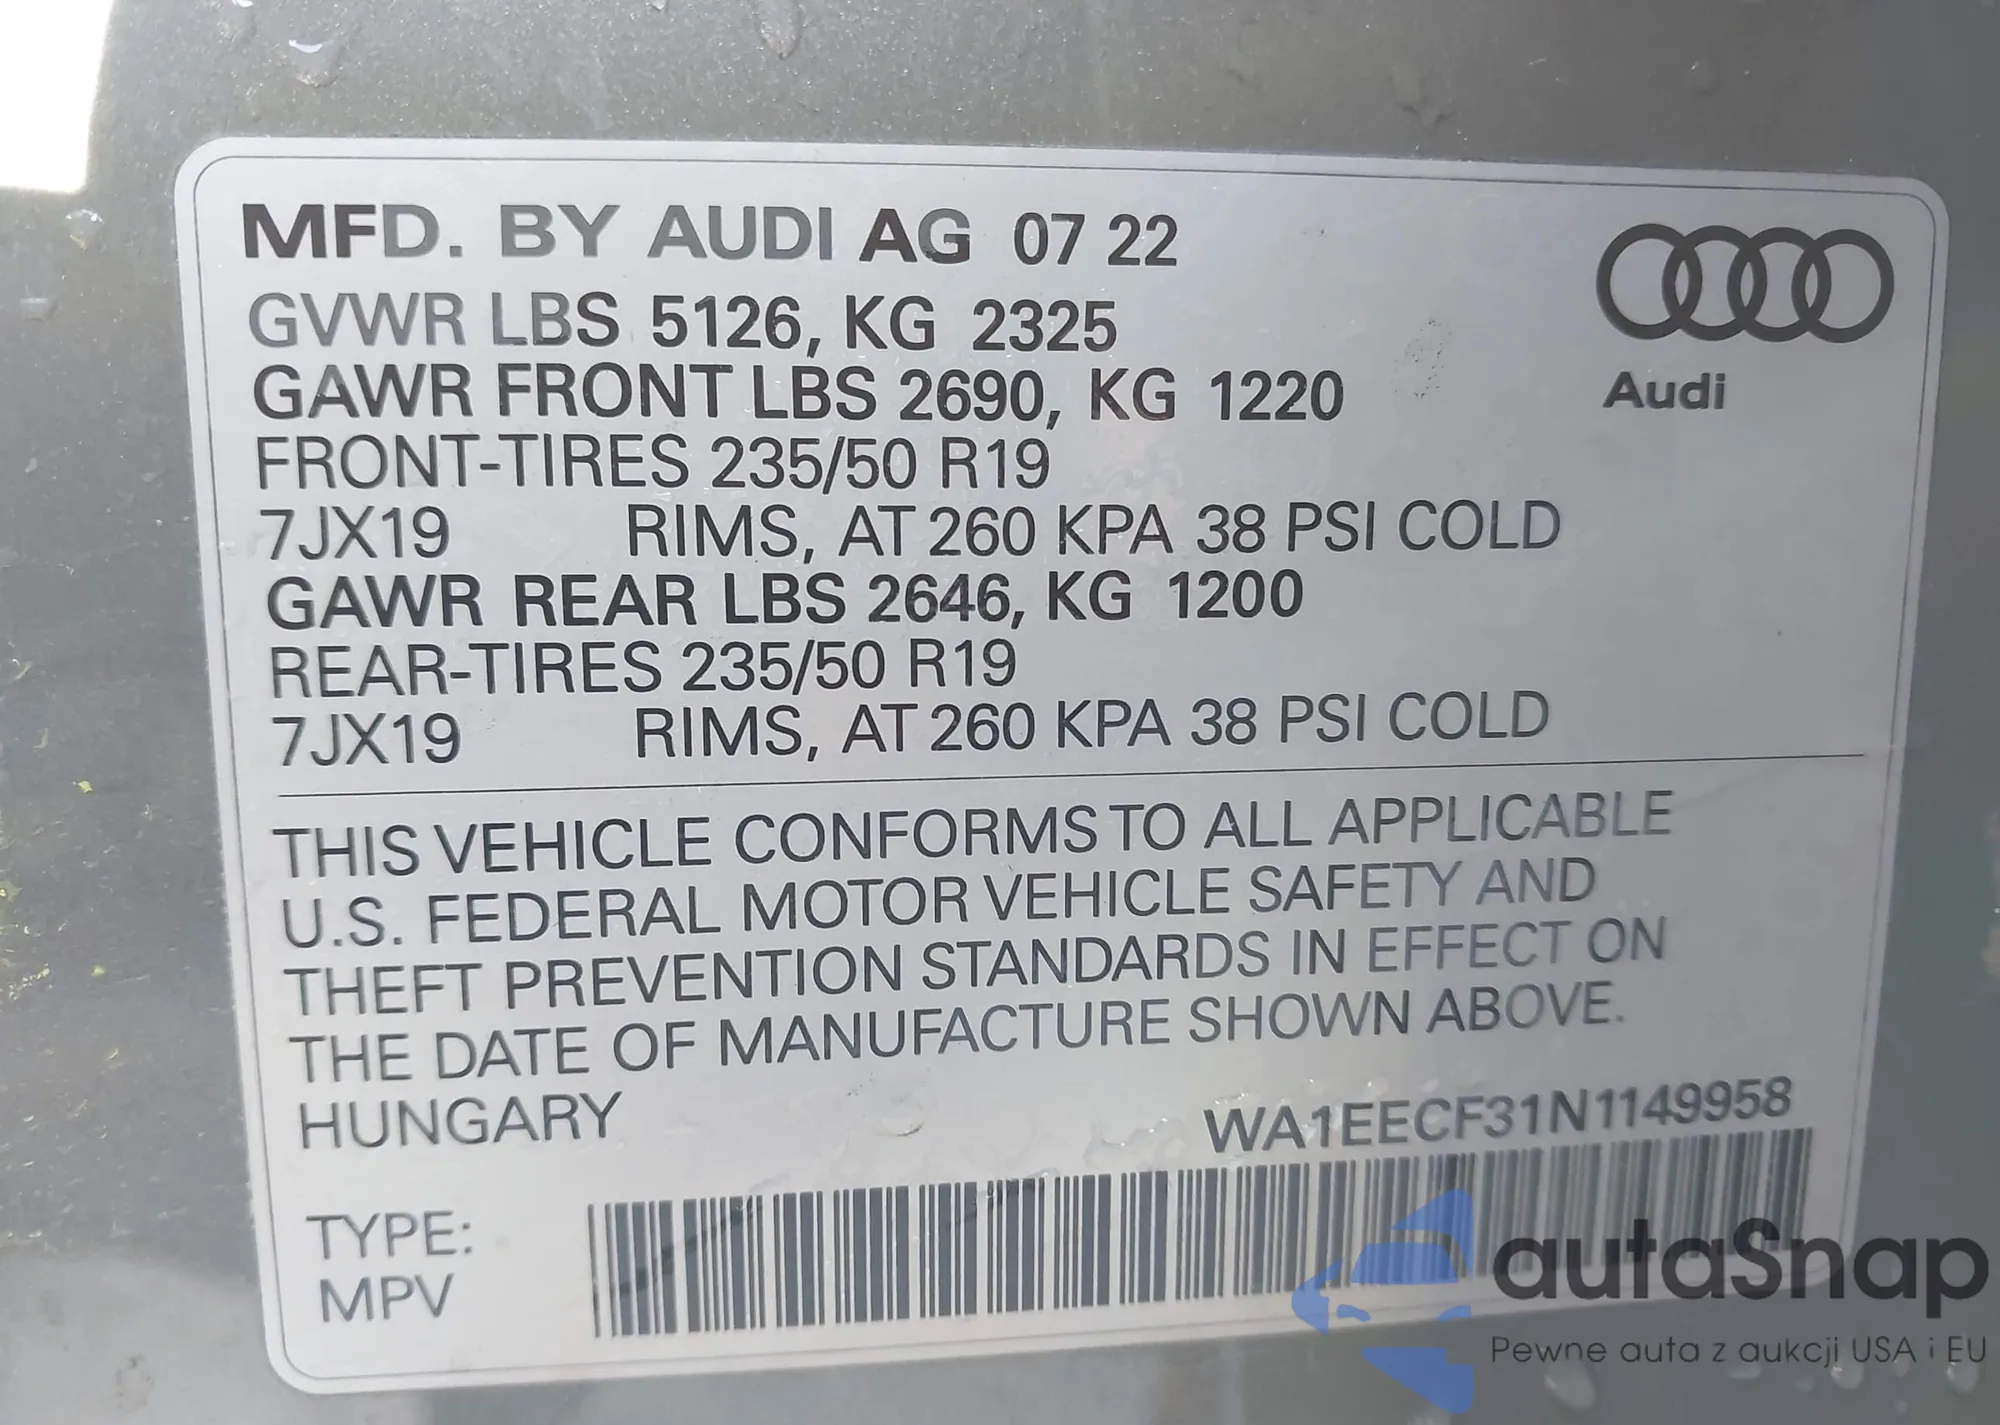 MFD. BY AUDI AG 07 22
GVWR LBS 5126, KG 2325
GAWR FRONT LBS 2690, KG 1220
FRONT-TIRES 235/50 R19
7JX19 RIMS, AT 260 KPA 38 PSI COLD
GAWR REAR LBS 2646, KG 1200
REAR-TIRES 235/50 R19
7JX19 RIMS, AT 260 KPA 38 PSI COLD
Audi
THIS VEHICLE CONFORMS TO ALL APPLICABLE
U.S. FEDERAL MOTOR VEHICLE SAFETY AND
THEFT PREVENTION STANDARDS IN EFFECT ON
THE DATE OF MANUFACTURE SHOWN ABOVE.
HUNGARY
WA1EECF31N1149958
TYPE:
MPV
autaSnap
Pewne auta z aukcji USA i EU